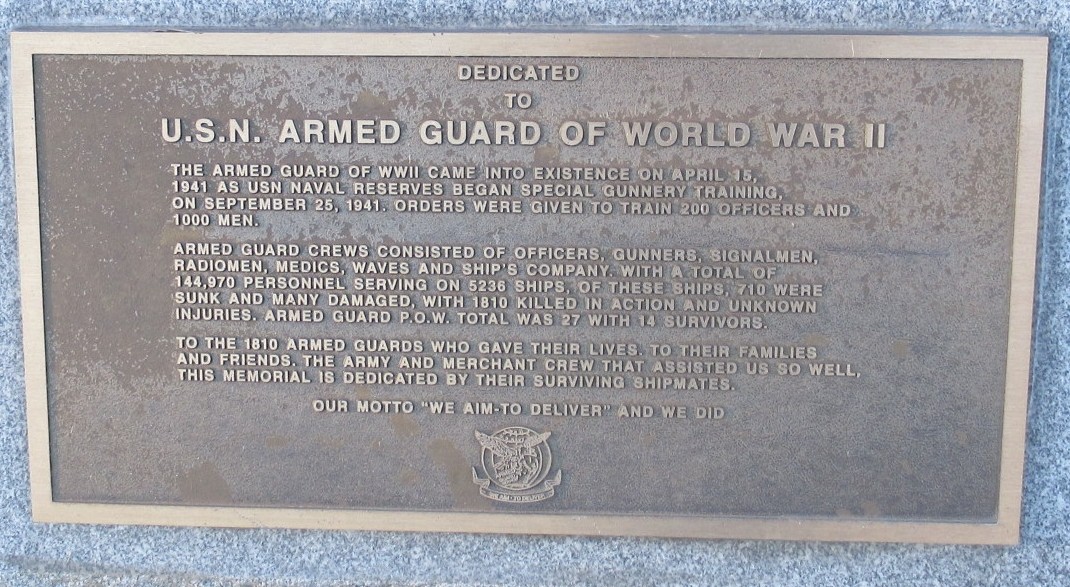 DEDICATED
TO
U.S.N. ARMED GUARD OF WORLD WAR II
THE ARMED GUARD OF WWII CAME INTO EXISTENCE ON APRIL 15,
1941 AS USN NAVAL RESERVES BEGAN SPECIAL GUNNERY TRAINING,
ON SEPTEMBER 25, 1941. ORDERS WERE GIVEN TO TRAIN 200 OFFICERS AND
1000 MEN.
ARMED GUARD CREWS CONSISTED OF OFFICERS, GUNNERS, SIGNALMEN,
RADIOMEN, MEDICS, WAVES AND SHIP'S COMPANY. WITH A TOTAL OF
144,970 PERSONNEL SERVING ON 5236 SHIPS, OF THESE SHIPS, 710 WERE
SUNK AND MANY DAMAGED, WITH 1810 KILLED IN ACTION AND UNKNOWN
INJURIES. ARMED GUARD P.O.W. TOTAL WAS 27 WITH 14 SURVIVORS.
TO THE 1810 ARMED GUARDS WHO GAVE THEIR LIVES. TO THEIR FAMILIES
AND FRIENDS. THE ARMY AND MERCHANT CREW THAT ASSISTED US SO WELL,
THIS MEMORIAL IS DEDICATED BY THEIR SURVIVING SHIPMATES.
OUR MOTTO "WE AIM-TO DELIVER" AND WE DID
WE AIM-TO DELIVER